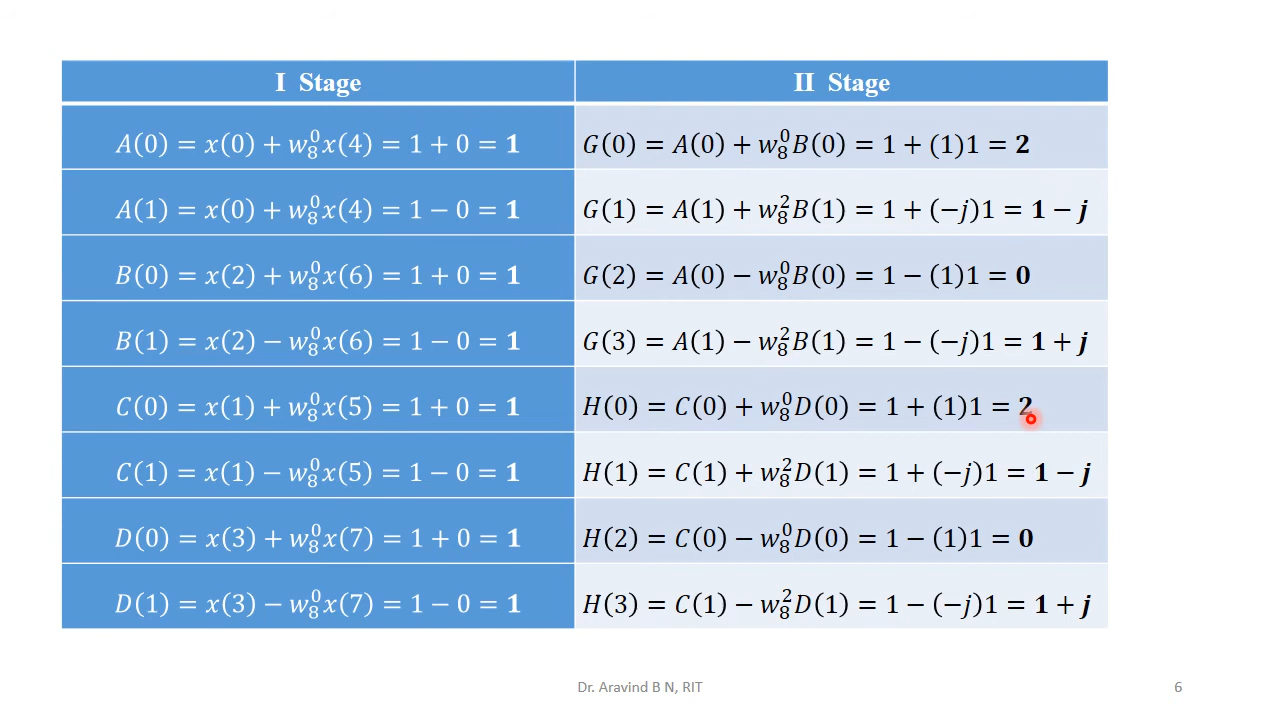 I Stage
II Stage
A(0) = x(0) + w₈⁰x(4) = 1 + 0 = 1
G(0) = A(0) + w₈⁰B(0) = 1 + (1)1 = 2
A(1) = x(0) + w₈⁰x(4) = 1 − 0 = 1
G(1) = A(1) + w₈²B(1) = 1 + (−j)1 = 1 − j
B(0) = x(2) + w₈⁰x(6) = 1 + 0 = 1
G(2) = A(0) − w₈⁰B(0) = 1 − (1)1 = 0
B(1) = x(2) − w₈⁰x(6) = 1 − 0 = 1
G(3) = A(1) − w₈²B(1) = 1 − (−j)1 = 1 + j
C(0) = x(1) + w₈⁰x(5) = 1 + 0 = 1
H(0) = C(0) + w₈⁰D(0) = 1 + (1)1 = 2
C(1) = x(1) − w₈⁰x(5) = 1 − 0 = 1
H(1) = C(1) + w₈²D(1) = 1 + (−j)1 = 1 − j
D(0) = x(3) + w₈⁰x(7) = 1 + 0 = 1
H(2) = C(0) − w₈⁰D(0) = 1 − (1)1 = 0
D(1) = x(3) − w₈⁰x(7) = 1 − 0 = 1
H(3) = C(1) − w₈²D(1) = 1 − (−j)1 = 1 + j
Dr. Aravind B N, RIT
6